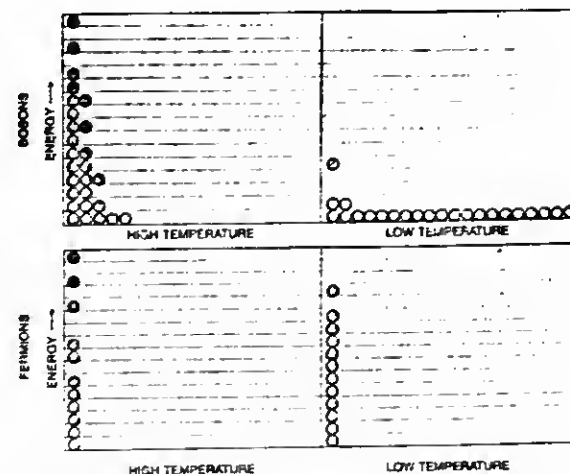 BOSONS
ENERGY →
HIGH TEMPERATURE
LOW TEMPERATURE
FERMIONS
ENERGY →
HIGH TEMPERATURE
LOW TEMPERATURE